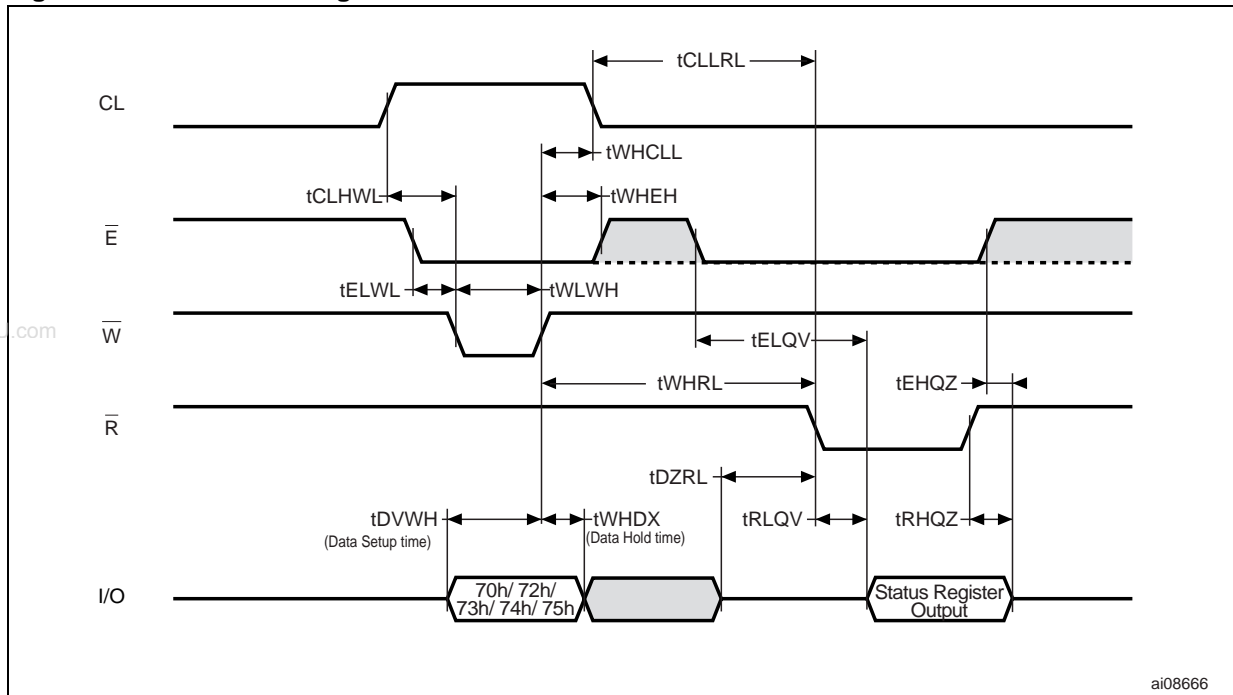 tCLLRL
CL
tWHCLL
tCLHWL
tWHEH
E
tELWL
tWLWH
.com
W
tELQV
tWHRL
tEHQZ
R
tDZRL
tDVWH
(Data Setup time)
tWHDX
(Data Hold time)
tRLQV
tRHQZ
I/O
70h/ 72h/
73h/ 74h/ 75h
Status Register
Output
ai08666